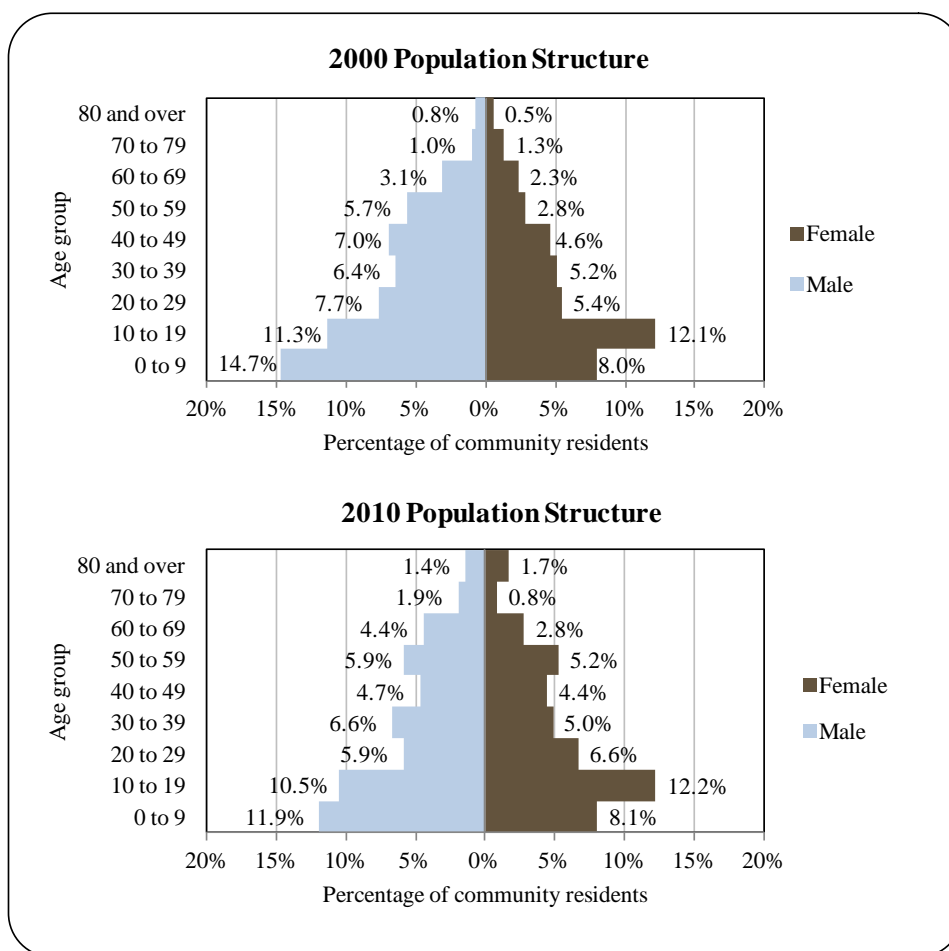 2000 Population Structure
80 and over 0.8% 0.5%
70 to 79 1.0% 1.3%
60 to 69 3.1% 2.3%
50 to 59 5.7% 2.8%
40 to 49 7.0% 4.6%
30 to 39 6.4% 5.2%
20 to 29 7.7% 5.4%
10 to 19 11.3% 12.1%
0 to 9 14.7% 8.0%
20% 15% 10% 5% 0% 5% 10% 15% 20%
Percentage of community residents
Age group
Female
Male
2010 Population Structure
80 and over 1.4% 1.7%
70 to 79 1.9% 0.8%
60 to 69 4.4% 2.8%
50 to 59 5.9% 5.2%
40 to 49 4.7% 4.4%
30 to 39 6.6% 5.0%
20 to 29 5.9% 6.6%
10 to 19 10.5% 12.2%
0 to 9 11.9% 8.1%
20% 15% 10% 5% 0% 5% 10% 15% 20%
Percentage of community residents
Age group
Female
Male